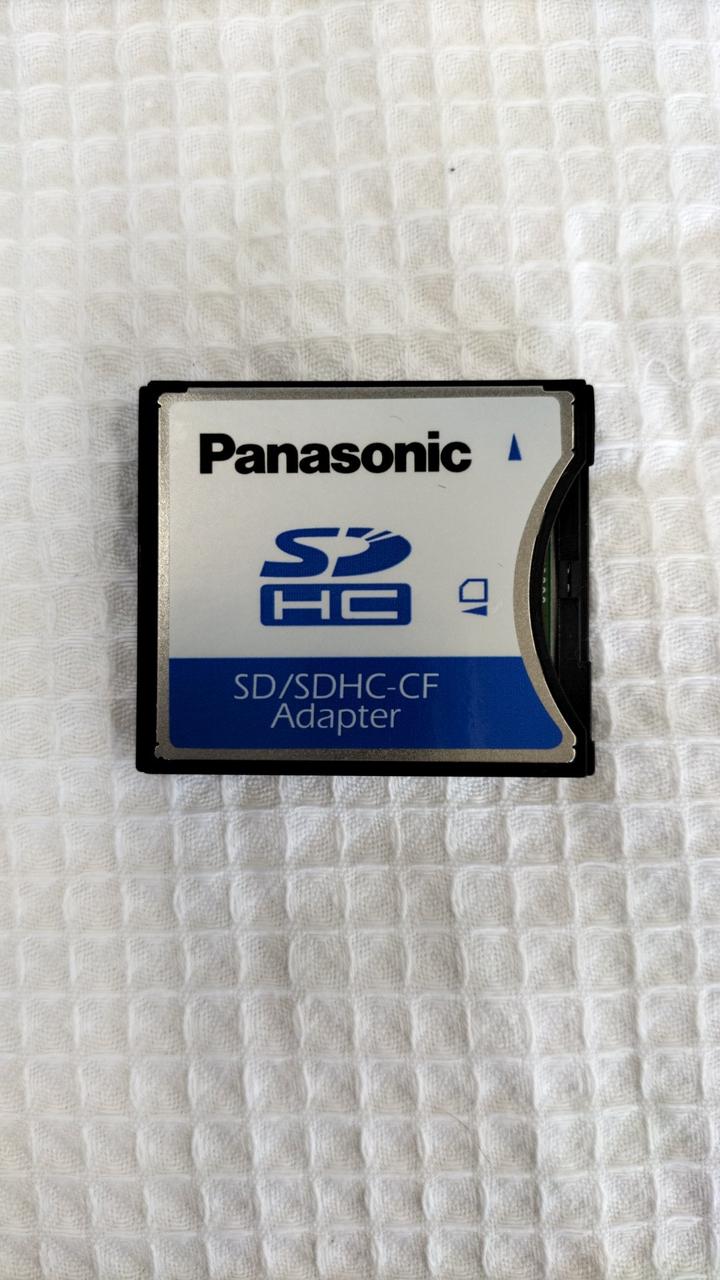 Panasonic
SD
HC
SD/SDHC-CF
Adapter